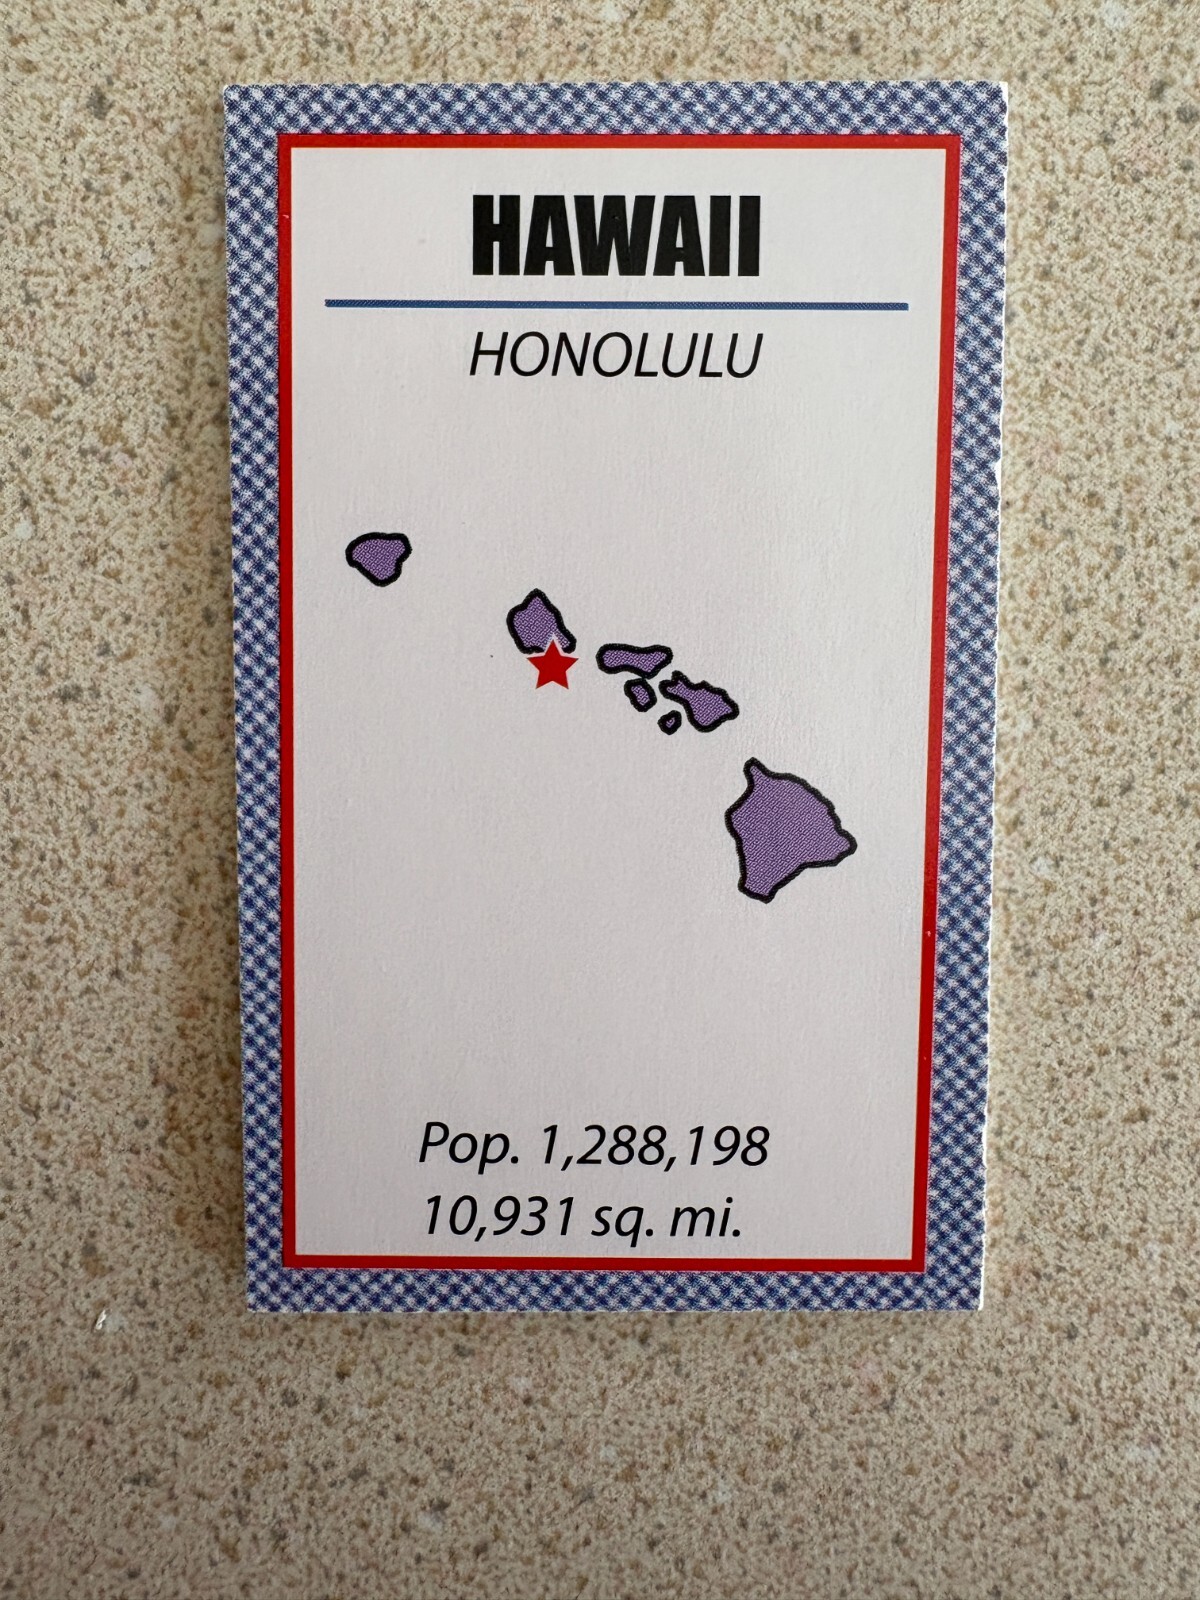 HAWAII
HONOLULU
Pop. 1,288,198
10,931 sq. mi.